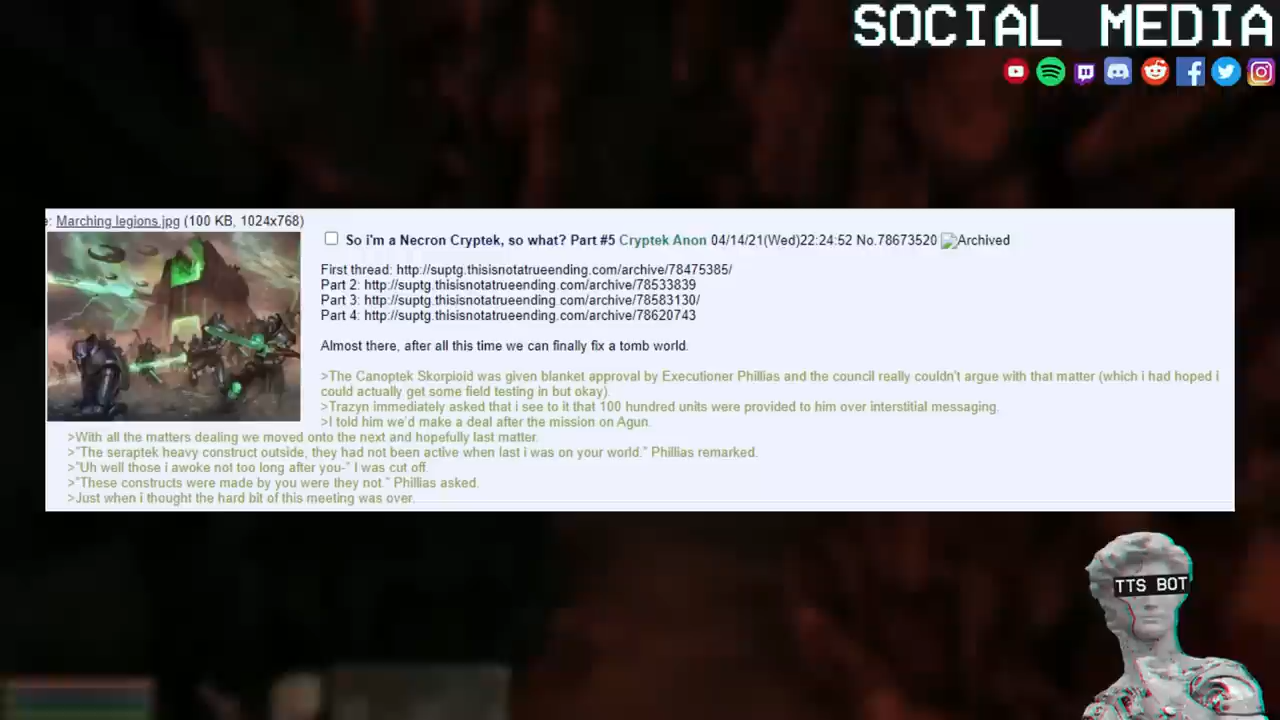 SOCIAL MEDIA
: Marching legions.jpg (100 KB, 1024x768)
So i'm a Necron Cryptek, so what? Part #5 Cryptek Anon 04/14/21(Wed)22:24:52 No.78673520 Archived
First thread: http://suptg.thisisnotatrueending.com/archive/78475385/
Part 2: http://suptg.thisisnotatrueending.com/archive/78533839
Part 3: http://suptg.thisisnotatrueending.com/archive/78583130/
Part 4: http://suptg.thisisnotatrueending.com/archive/78620743
Almost there, after all this time we can finally fix a tomb world.
>The Canoptek Skorpioid was given blanket approval by Executioner Phillias and the council really couldn't argue with that matter (which i had hoped i
could actually get some field testing in but okay).
>Trazyn immediately asked that i see to it that 100 hundred units were provided to him over interstitial messaging.
>I told him we'd make a deal after the mission on Agun.
>With all the matters dealing we moved onto the next and hopefully last matter.
>"The seraptek heavy construct outside, they had not been active when last i was on your world." Phillias remarked.
>"Uh well those i awoke not too long after you-" I was cut off.
>"These constructs were made by you were they not." Phillias asked.
>Just when i thought the hard bit of this meeting was over.
TTS BOT